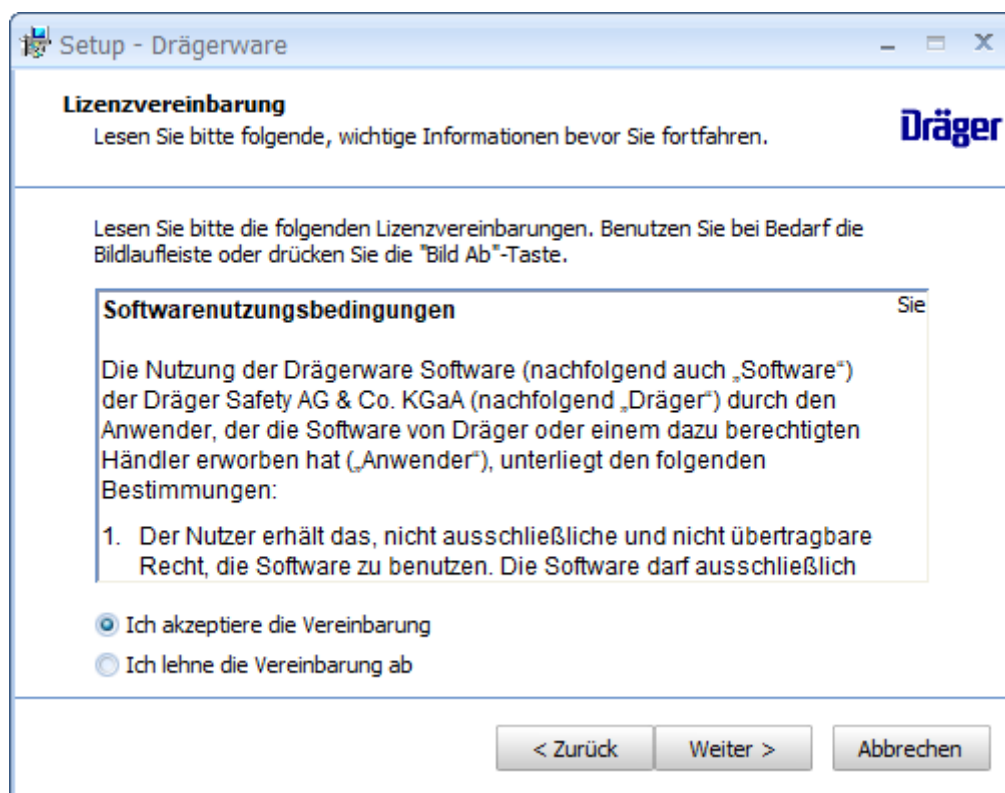 Setup - Drägerware
Lizenzvereinbarung
Lesen Sie bitte folgende, wichtige Informationen bevor Sie fortfahren.
Dräger
Lesen Sie bitte die folgenden Lizenzvereinbarungen. Benutzen Sie bei Bedarf die
Bildlaufleiste oder drücken Sie die "Bild Ab"-Taste.
Softwarenutzungsbedingungen Sie
Die Nutzung der Drägerware Software (nachfolgend auch „Software“)
der Dräger Safety AG & Co. KGaA (nachfolgend „Dräger“) durch den
Anwender, der die Software von Dräger oder einem dazu berechtigten
Händler erworben hat („Anwender“), unterliegt den folgenden
Bestimmungen:
1. Der Nutzer erhält das, nicht ausschließliche und nicht übertragbare
Recht, die Software zu benutzen. Die Software darf ausschließlich
Ich akzeptiere die Vereinbarung
Ich lehne die Vereinbarung ab
< Zurück Weiter > Abbrechen